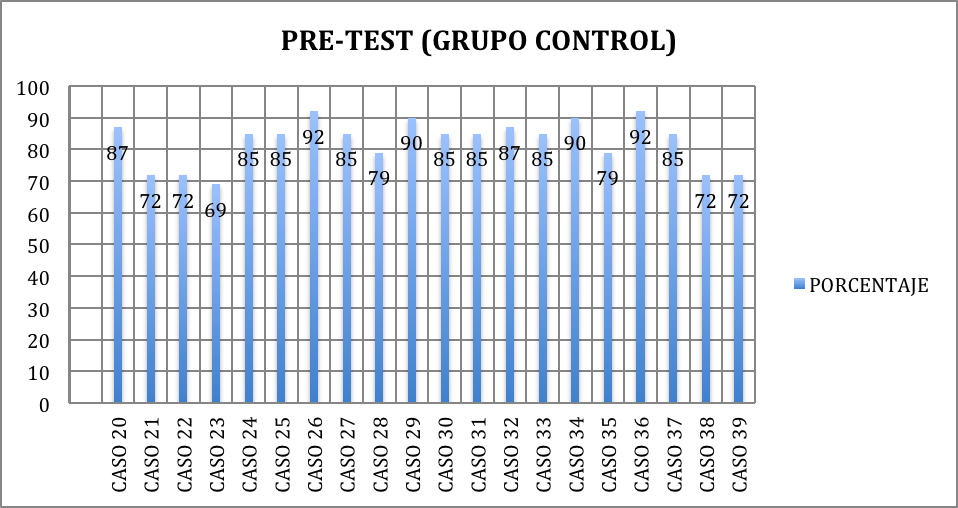 PRE-TEST (GRUPO CONTROL)
100
90
80
70
60
50
40
30
20
10
0
87
72
72
69
85
85
92
85
79
90
85
85
87
85
90
79
92
85
72
72
CASO 20
CASO 21
CASO 22
CASO 23
CASO 24
CASO 25
CASO 26
CASO 27
CASO 28
CASO 29
CASO 30
CASO 31
CASO 32
CASO 33
CASO 34
CASO 35
CASO 36
CASO 37
CASO 38
CASO 39
PORCENTAJE